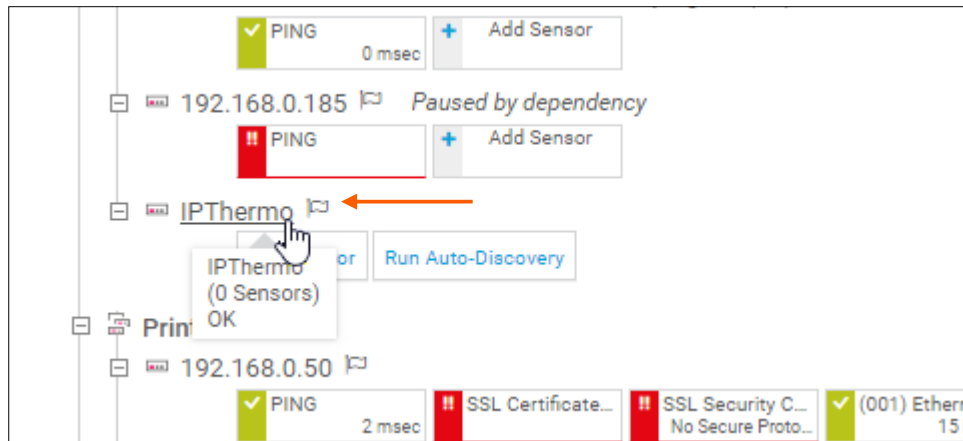 PING
0 msec
+ Add Sensor
192.168.0.185 Paused by dependency
!! PING
+ Add Sensor
IPThermo
or
Run Auto-Discovery
IPThermo
(0 Sensors)
OK
Prin
192.168.0.50
PING
2 msec
!! SSL Certificate...
!! SSL Security C...
No Secure Proto...
(001) Ethern
15